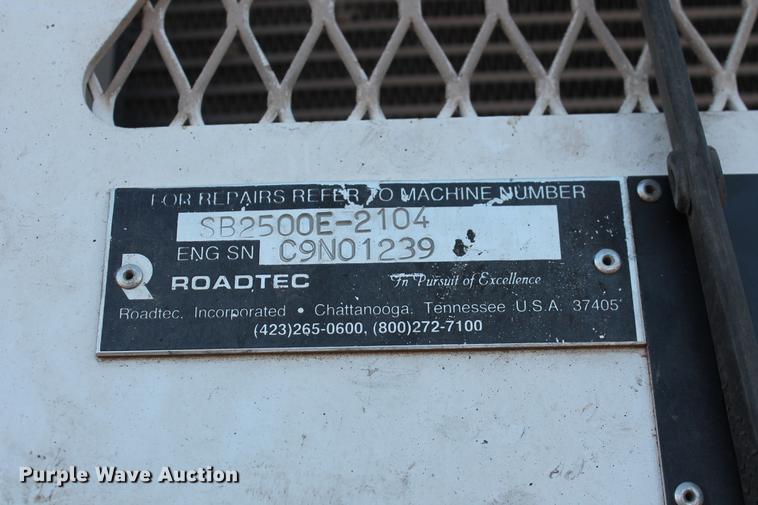 FOR REPAIRS REFER TO MACHINE NUMBER
SB2500E-2104
ENG SN C9N01239
R ROADTEC In Pursuit of Excellence
Roadtec, Incorporated • Chattanooga, Tennessee U.S.A. 37405
(423)265-0600, (800)272-7100
Purple Wave Auction